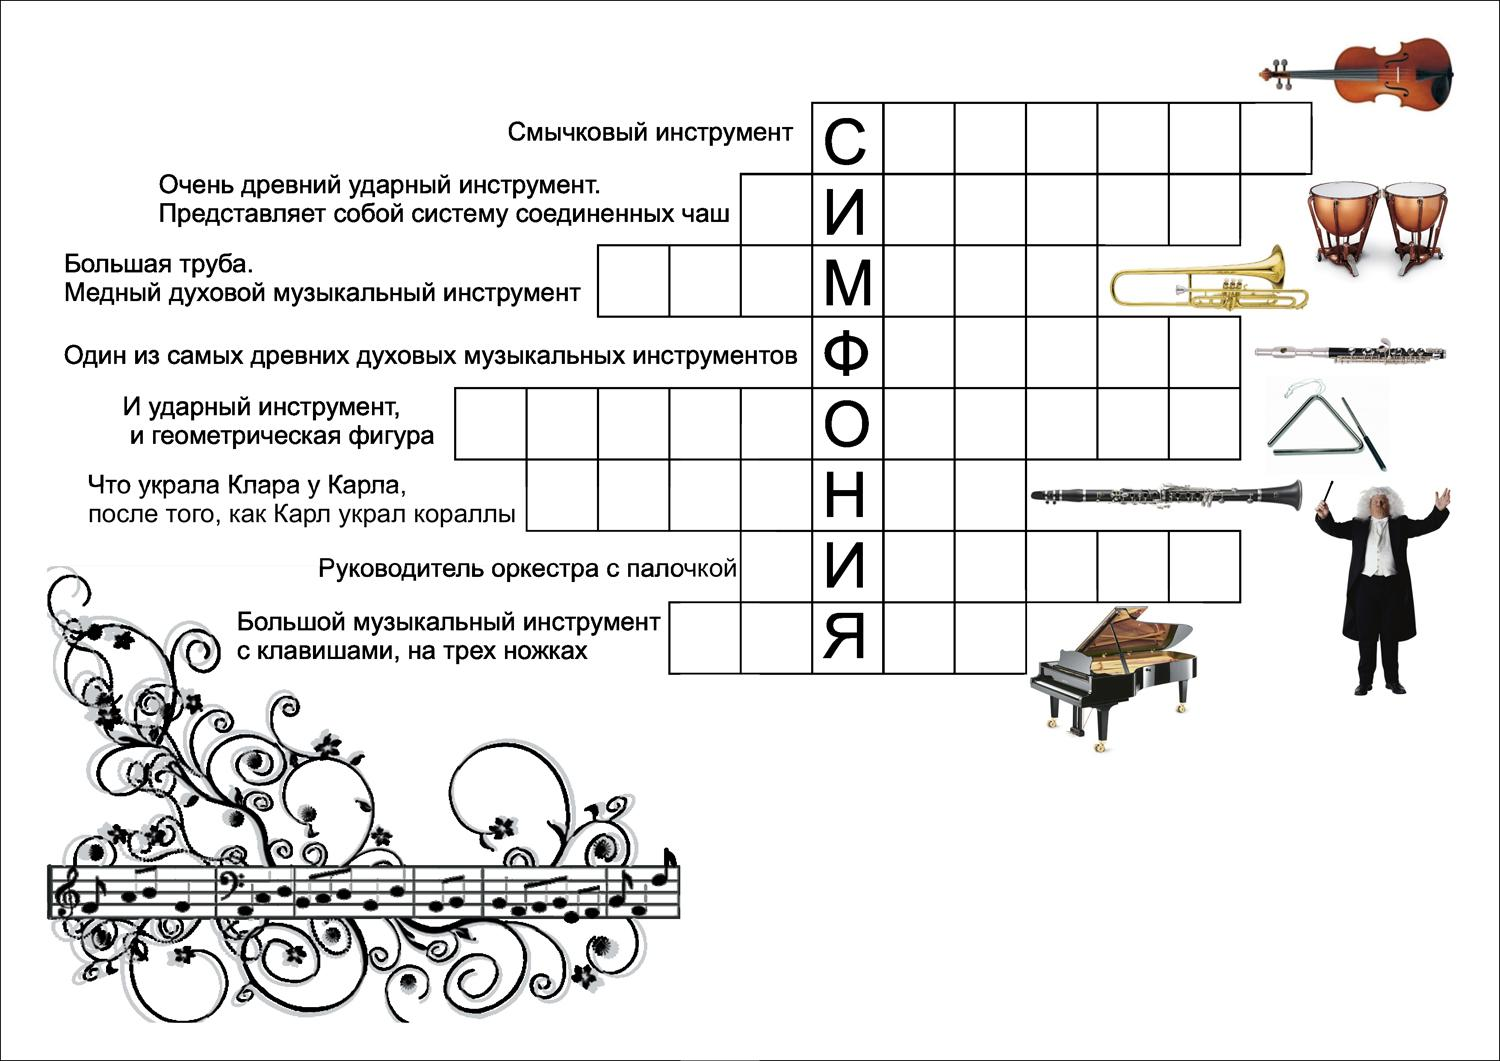 Смычковый инструмент
С
Очень древний ударный инструмент.
Представляет собой систему соединенных чаш
И
Большая труба.
Медный духовой музыкальный инструмент
М
Один из самых древних духовых музыкальных инструментов
Ф
И ударный инструмент,
и геометрическая фигура
О
Что украла Клара у Карла,
после того, как Карл украл кораллы
Н
Руководитель оркестра с палочкой
И
Большой музыкальный инструмент
с клавишами, на трех ножках
Я